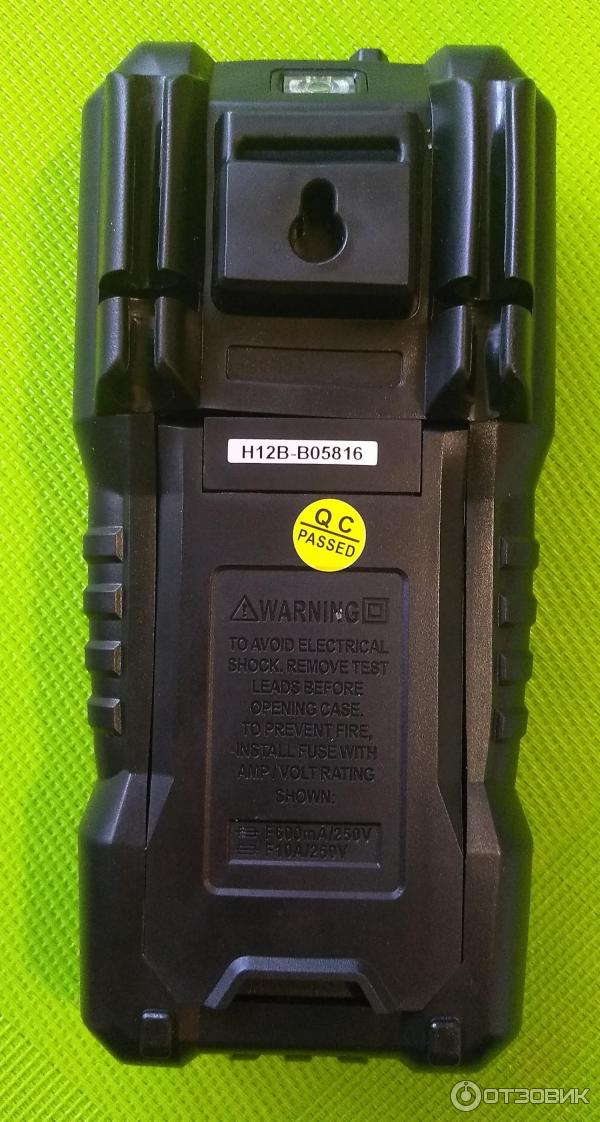 H12B-B05816
QC
PASSED
WARNING
TO AVOID ELECTRICAL
SHOCK. REMOVE TEST
LEADS BEFORE
OPENING CASE.
TO PREVENT FIRE,
INSTALL FUSE WITH
AMP / VOLT RATING
SHOWN:
F600mA/250V
F10A/250V
ОТЗОВИК